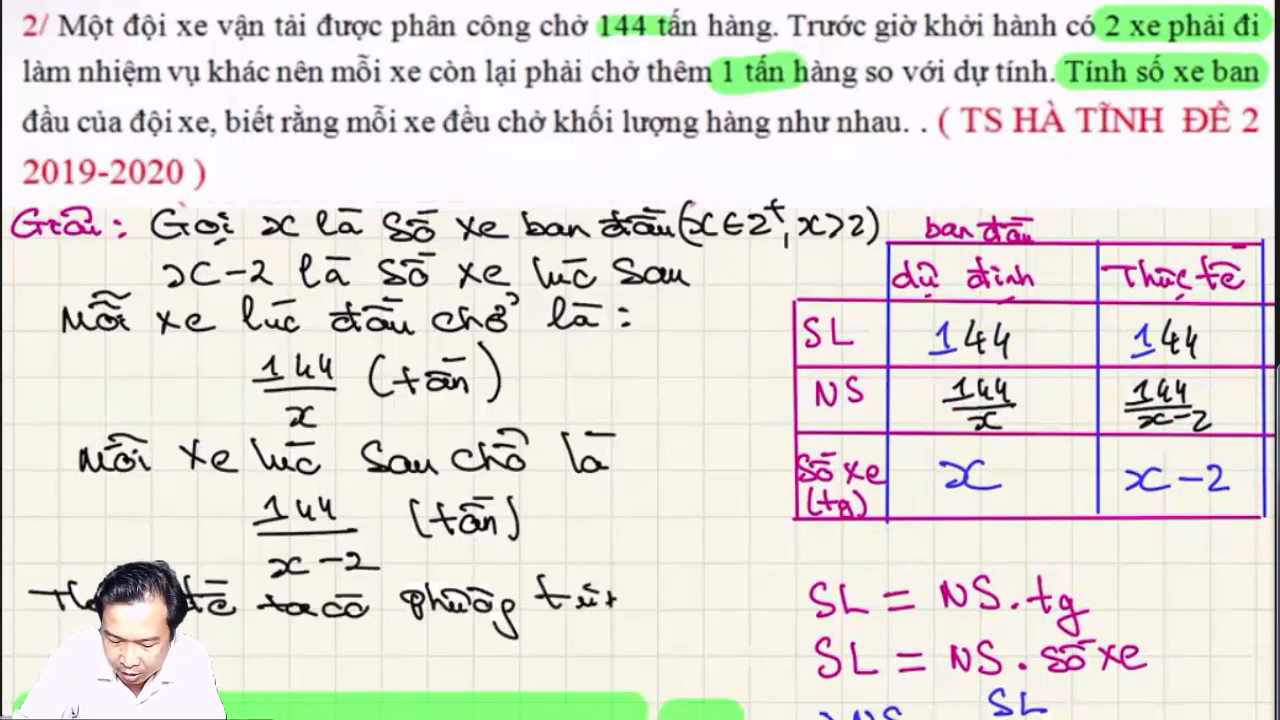 2/ Một đội xe vận tải được phân công chở 144 tấn hàng. Trước giờ khởi hành có 2 xe phải đi
làm nhiệm vụ khác nên mỗi xe còn lại phải chở thêm 1 tấn hàng so với dự tính. Tính số xe ban
đầu của đội xe, biết rằng mỗi xe đều chở khối lượng hàng như nhau. . ( TS HÀ TĨNH ĐỀ 2
2019-2020 )
Giải: Gọi x là số xe ban đầu (x ∈ Z⁺, x > 2)
x - 2 là số xe lúc sau
Mỗi xe lúc đầu chở là:
144/x (tấn)
Mỗi xe lúc sau chở là
144/(x - 2) (tấn)
tế ta có phương
ban đầu
dự định Thực tế
SL 144 144
NS 144/x 144/(x-2)
Số xe x x - 2
(tg)
SL = NS . tg
SL = NS . số xe
NS SL